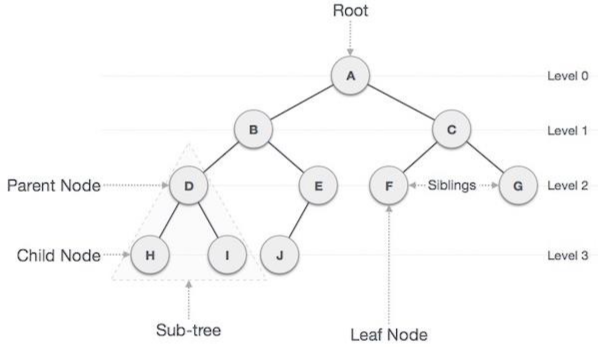 Root
A
Level 0
B
C
Level 1
Parent Node
D
E
F
Siblings
G
Level 2
Child Node
H
I
J
Level 3
Sub-tree
Leaf Node